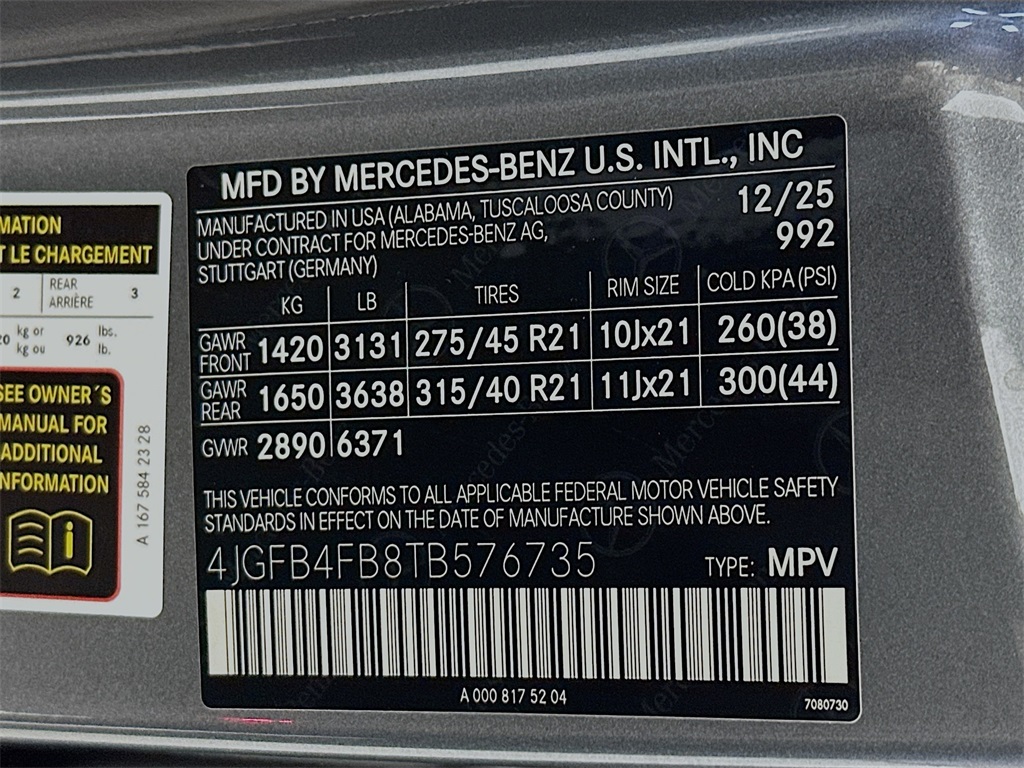 MFD BY MERCEDES-BENZ U.S. INTL., INC
MANUFACTURED IN USA (ALABAMA, TUSCALOOSA COUNTY) 12/25
UNDER CONTRACT FOR MERCEDES-BENZ AG, 992
STUTTGART (GERMANY)
KG LB TIRES RIM SIZE COLD KPA (PSI)
GAWR FRONT 1420 3131 275/45 R21 10Jx21 260(38)
GAWR REAR 1650 3638 315/40 R21 11Jx21 300(44)
GVWR 2890 6371
THIS VEHICLE CONFORMS TO ALL APPLICABLE FEDERAL MOTOR VEHICLE SAFETY
STANDARDS IN EFFECT ON THE DATE OF MANUFACTURE SHOWN ABOVE.
4JGFB4FB8TB576735 TYPE: MPV
A 000 817 52 04
7080730
LE CHARGEMENT
2 REAR ARRIÈRE 3
kg or kg ou 926 lbs. lb.
SEE OWNER´S
MANUAL FOR
ADDITIONAL
INFORMATION
A 167 584 23 28